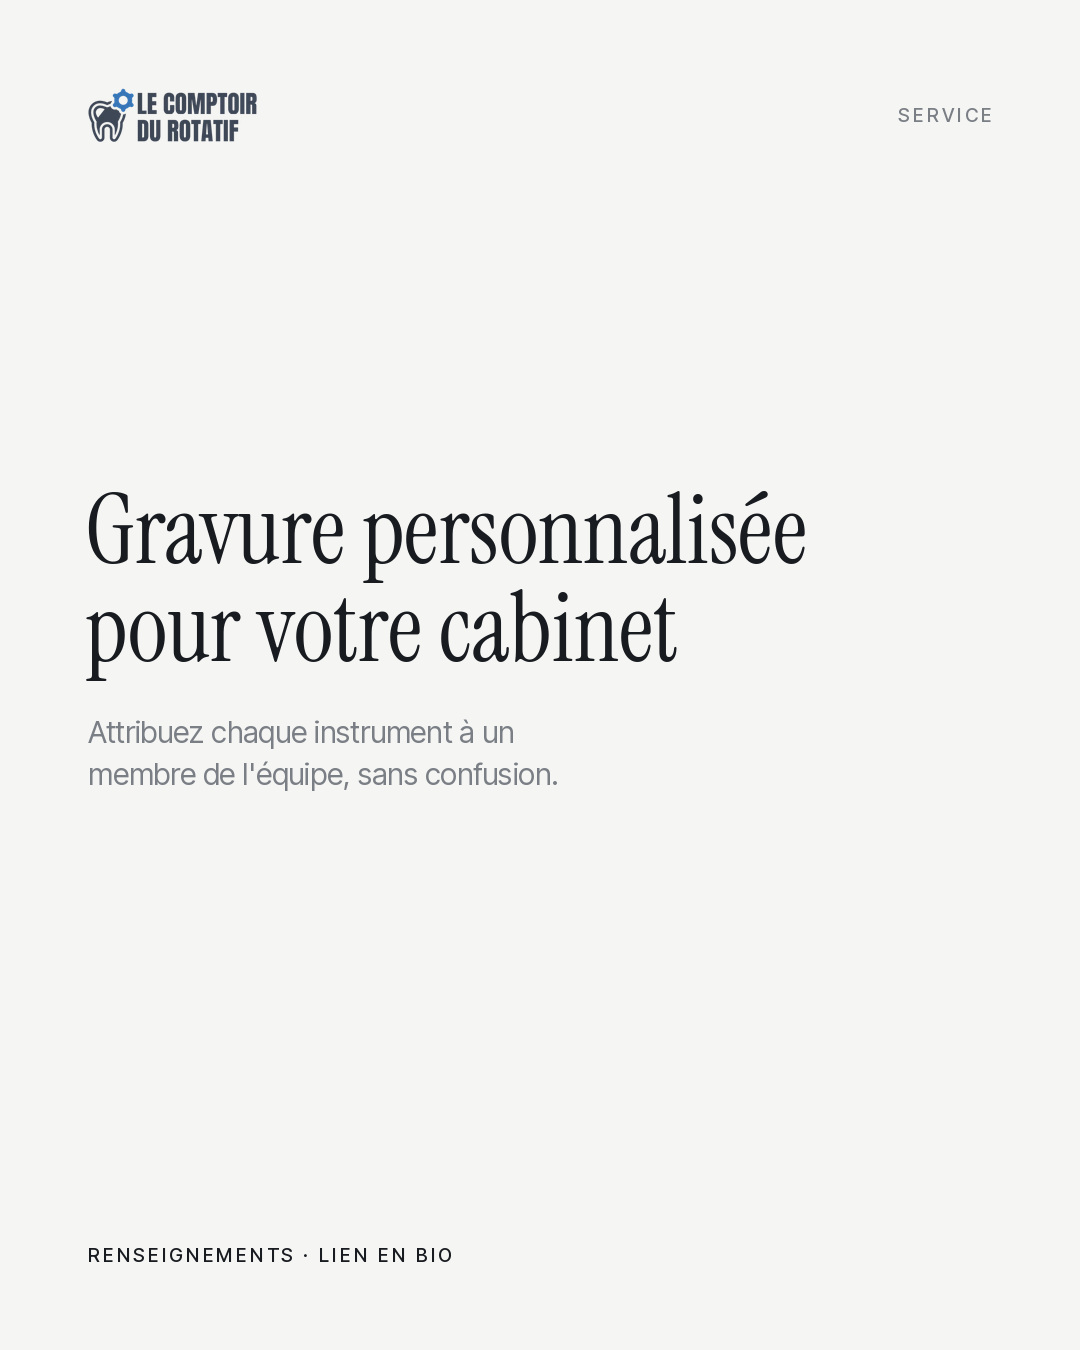 LE COMPTOIR
DU ROTATIF
SERVICE
Gravure personnalisée
pour votre cabinet
Attribuez chaque instrument à un
membre de l'équipe, sans confusion.
RENSEIGNEMENTS · LIEN EN BIO